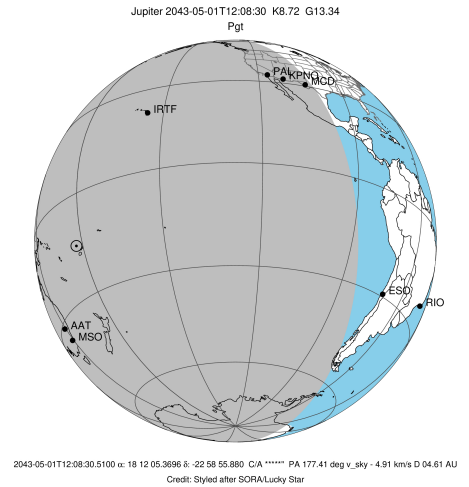 Jupiter 2043-05-01T12:08:30 K8.72 G13.34
Pgt
PAL
KPNO
MCD
IRTF
ESO
RIO
AAT
MSO
2043-05-01T12:08:30.5100 α: 18 12 05.3696 δ: -22 58 55.880 C/A *****" PA 177.41 deg v_sky - 4.91 km/s D 04.61 AU
Credit: Styled after SORA/Lucky Star